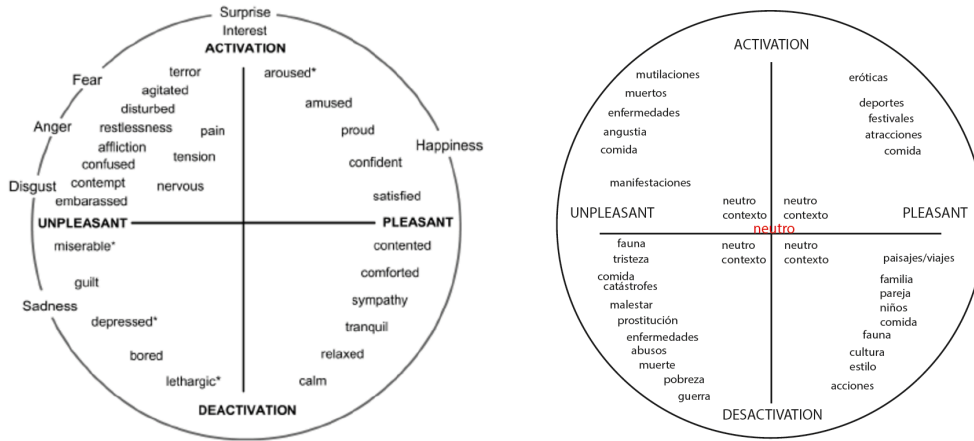 Surprise
Interest
ACTIVATION
terror
aroused*
Fear
agitated
amused
disturbed
Anger
restlessness
pain
proud
affliction
Happiness
confused
tension
confident
Disgust
contempt
nervous
embarassed
satisfied
UNPLEASANT
PLEASANT
miserable*
contented
guilt
comforted
Sadness
sympathy
depressed*
tranquil
bored
relaxed
lethargic*
calm
DEACTIVATION
ACTIVATION
mutilaciones
eróticas
muertos
deportes
enfermedades
festivales
angustia
atracciones
comida
comida
manifestaciones
neutro
contexto
neutro
contexto
UNPLEASANT
PLEASANT
neutro
fauna
neutro
contexto
neutro
contexto
tristeza
paisajes/viajes
comida
familia
catástrofes
pareja
malestar
niños
prostitución
comida
enfermedades
fauna
abusos
cultura
muerte
estilo
pobreza
acciones
guerra
DESACTIVATION